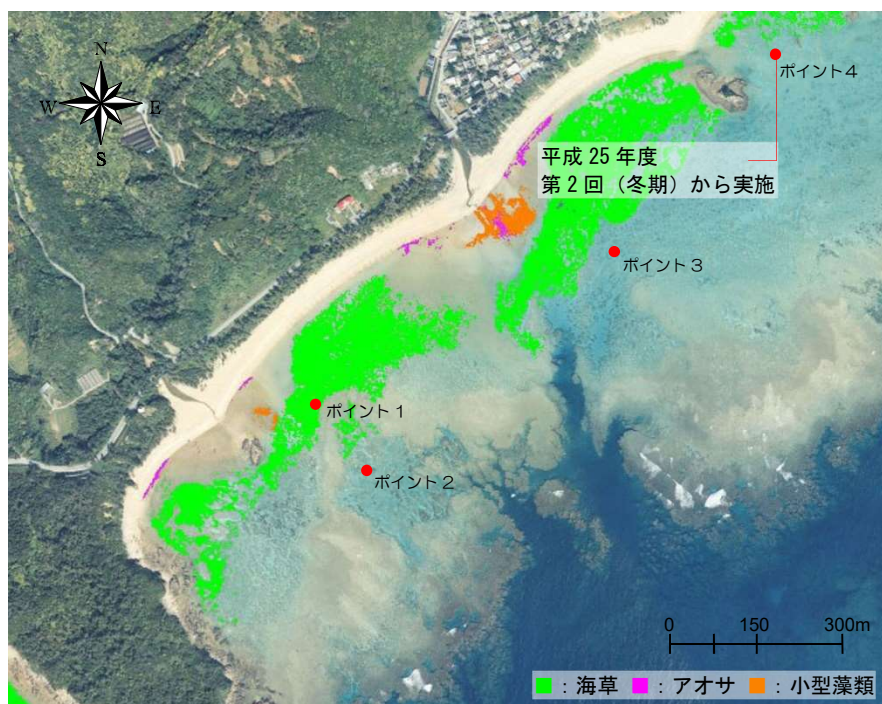 N
W E
S
ポイント4
平成25年度
第2回（冬期）から実施
ポイント3
ポイント1
ポイント2
0 150 300m
：海草 ：アオサ ：小型藻類